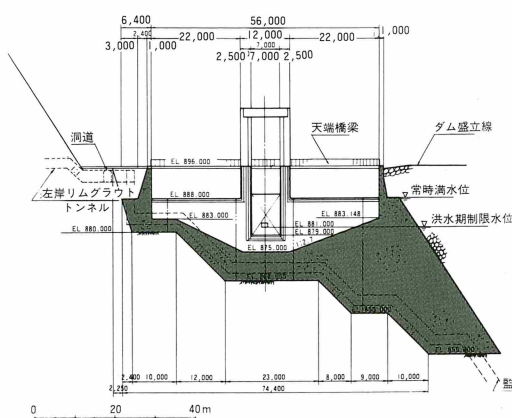 6,400
56,000
1,000
2,400
3,000
1,000
22,000
12,000
22,000
7,000
2,500
7,000
2,500
洞道
天端橋梁
ダム盛立線
EL 896.000
左岸リムグラウト
トンネル
EL 888.000
常時満水位
EL 883.000
EL 883.148
EL 881.000
洪水期制限水位
EL 880.000
EL 879.000
EL 875.000
2,400
10,000
12,000
23,000
8,000
9,000
10,000
2,250
74,400
監
0 20 40m